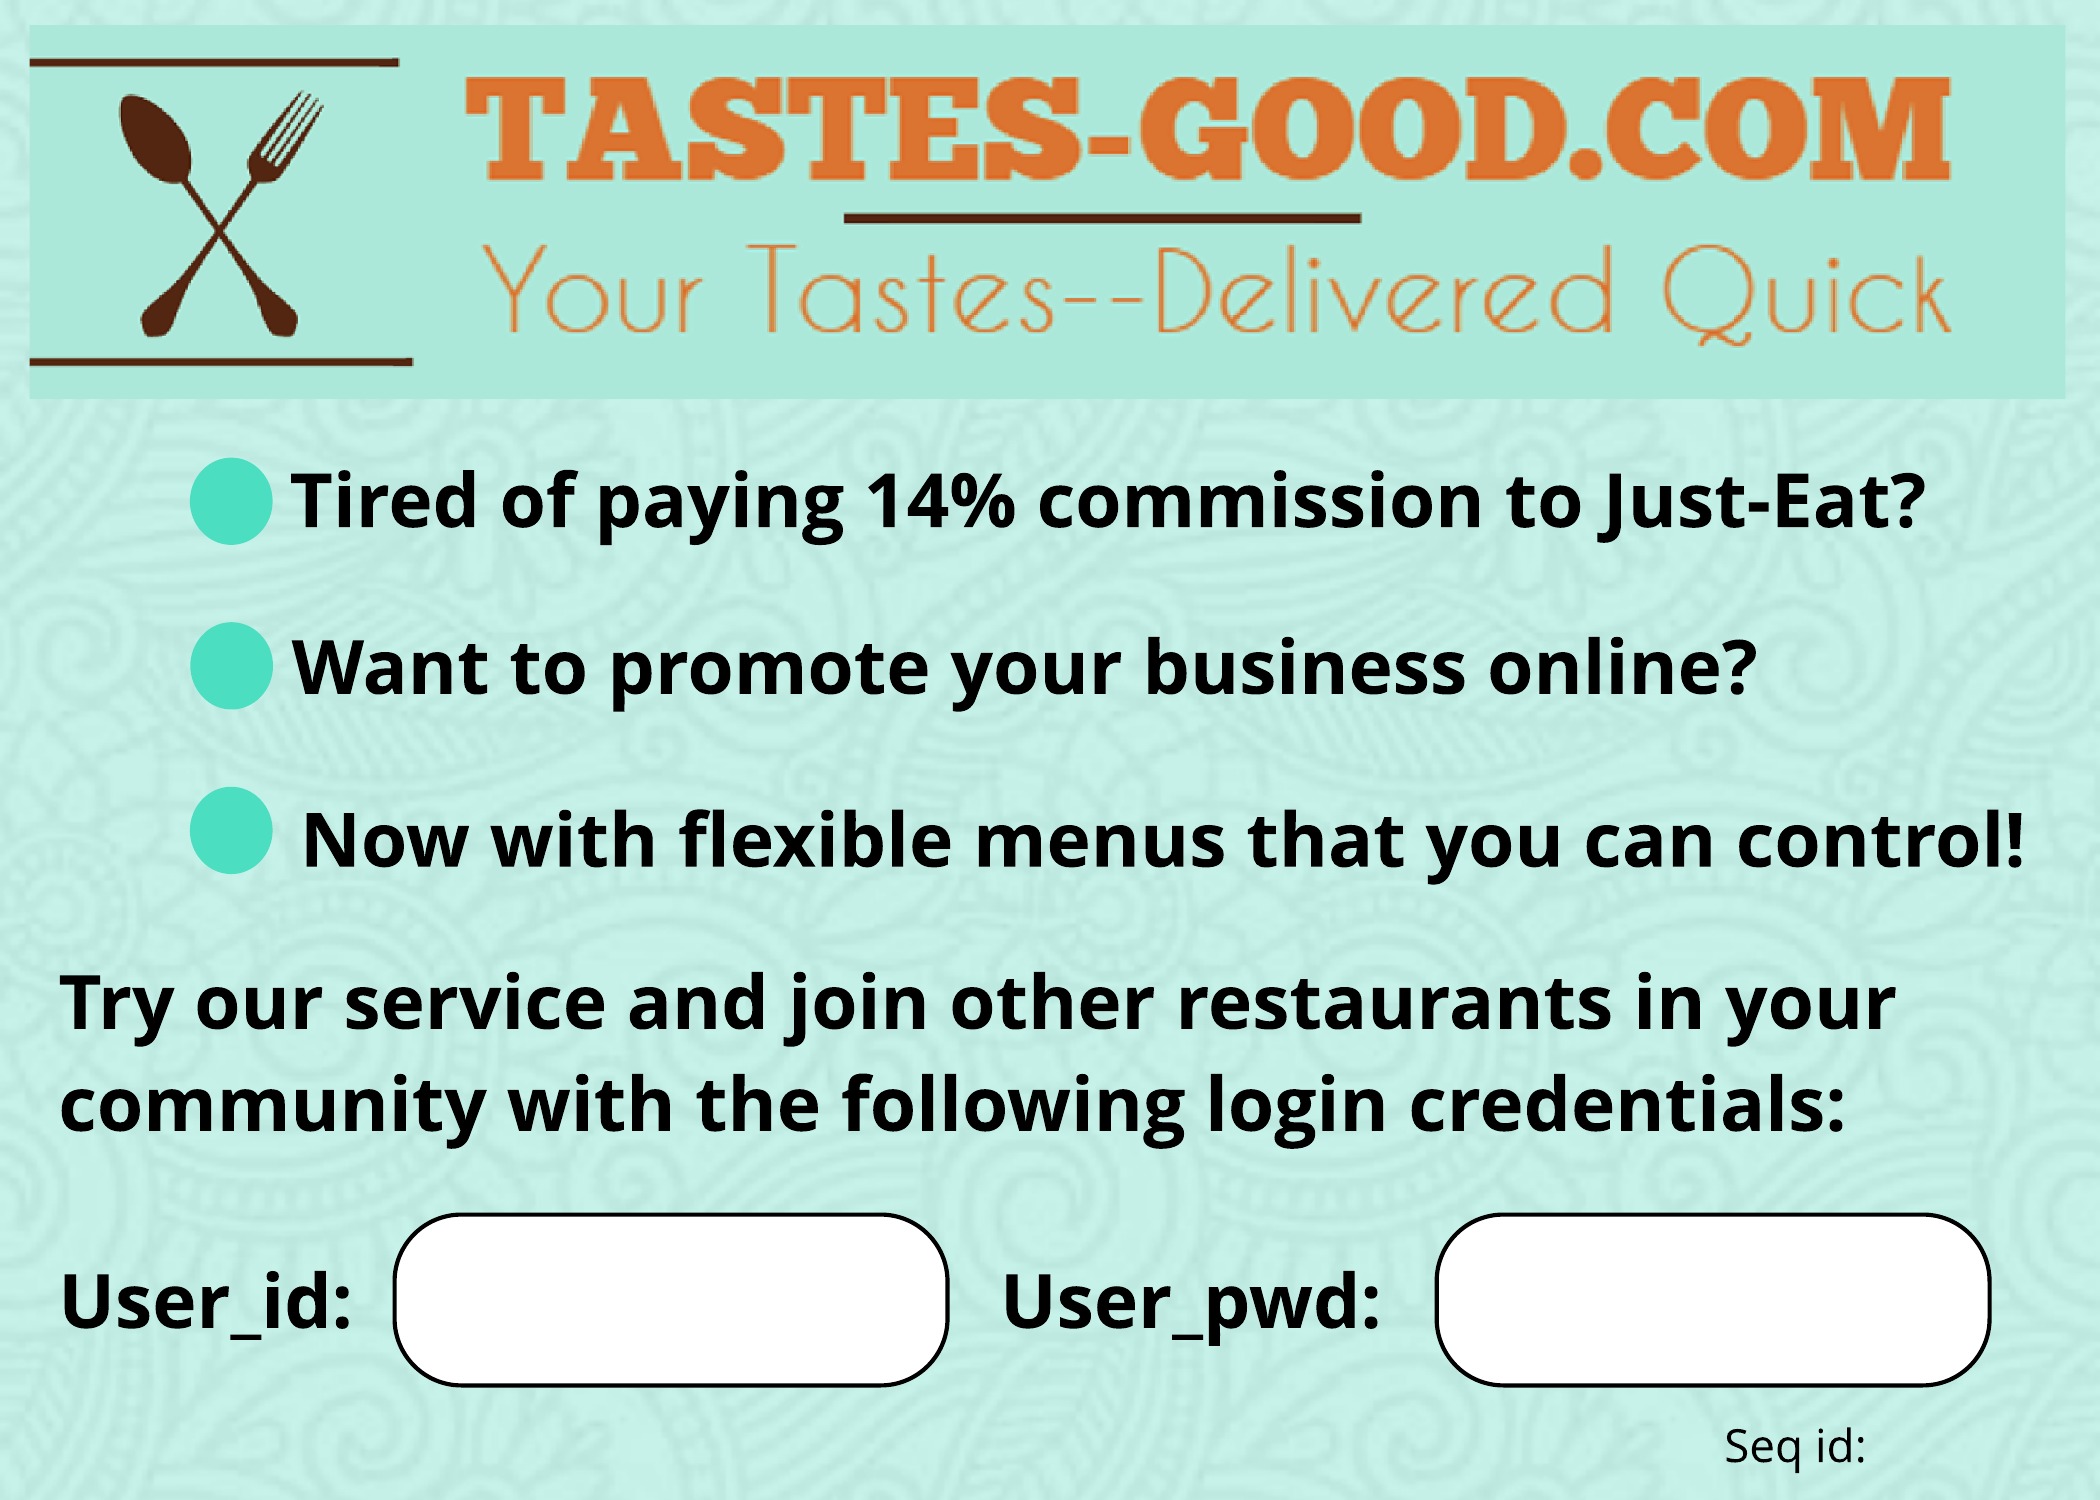 TASTES-GOOD.COM
Your Tastes--Delivered Quick
Tired of paying 14% commission to Just-Eat?
Want to promote your business online?
Now with flexible menus that you can control!
Try our service and join other restaurants in your
community with the following login credentials:
User_id: User_pwd:
Seq id: